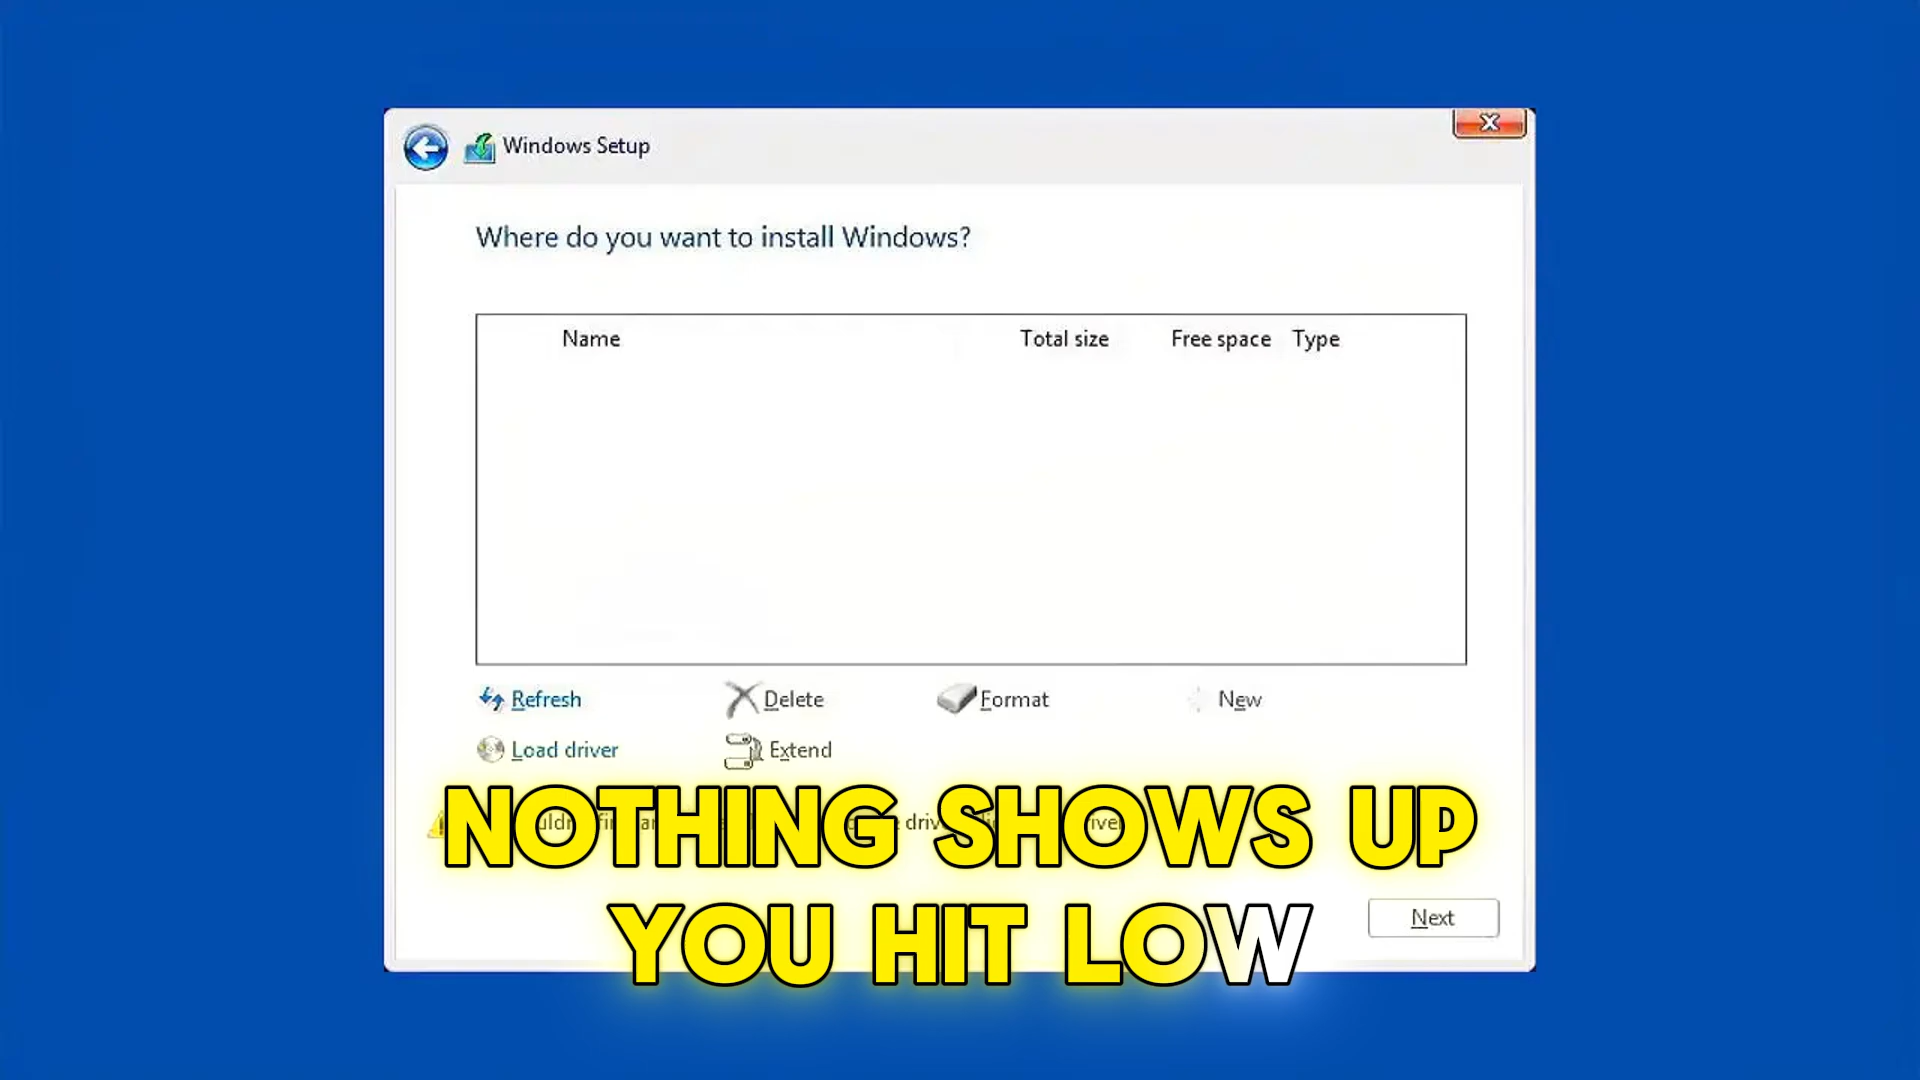 Windows Setup
Where do you want to install Windows?
Name Total size Free space Type
Refresh Delete Format New
Load driver Extend
NOTHING SHOWS UP
YOU HIT LOW
Next